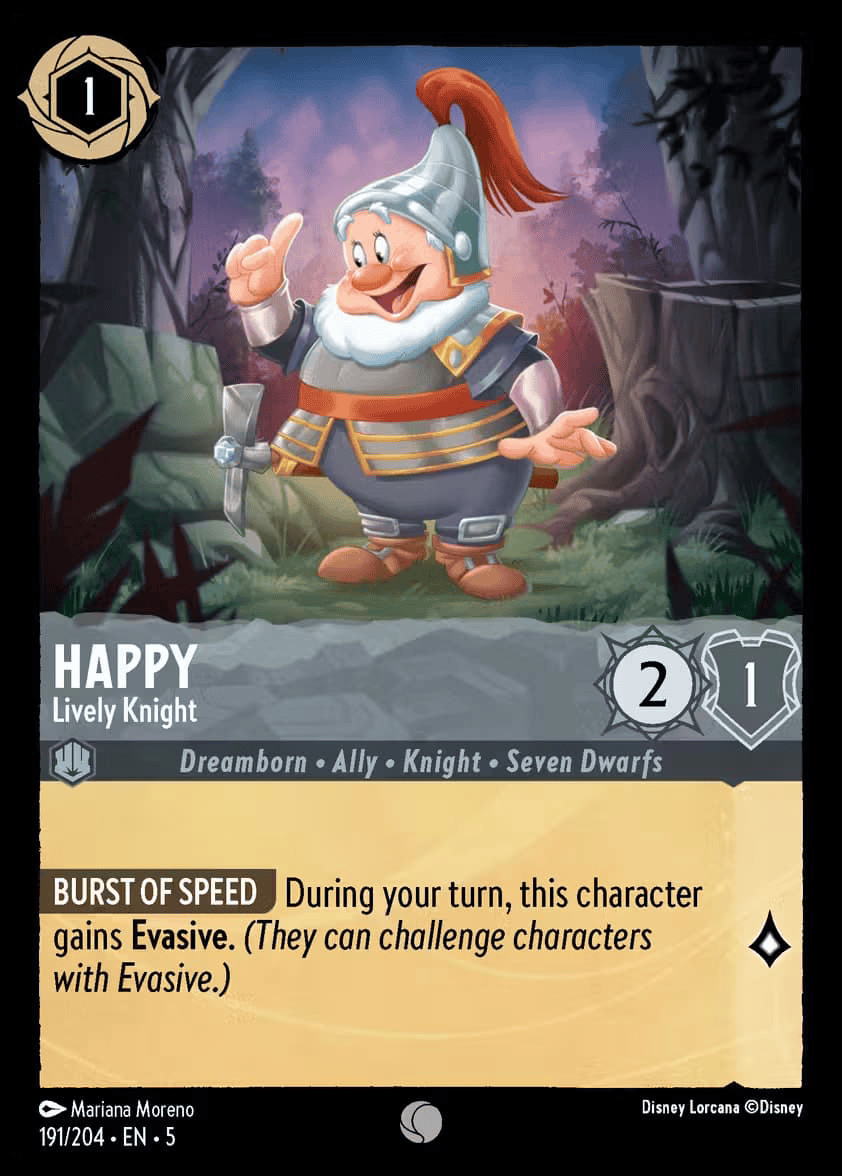 1
HAPPY
Lively Knight
2
1
Dreamborn • Ally • Knight • Seven Dwarfs
BURST OF SPEED During your turn, this character
gains Evasive. (They can challenge characters
with Evasive.)
Mariana Moreno
Disney Lorcana ©Disney
191/204 • EN • 5